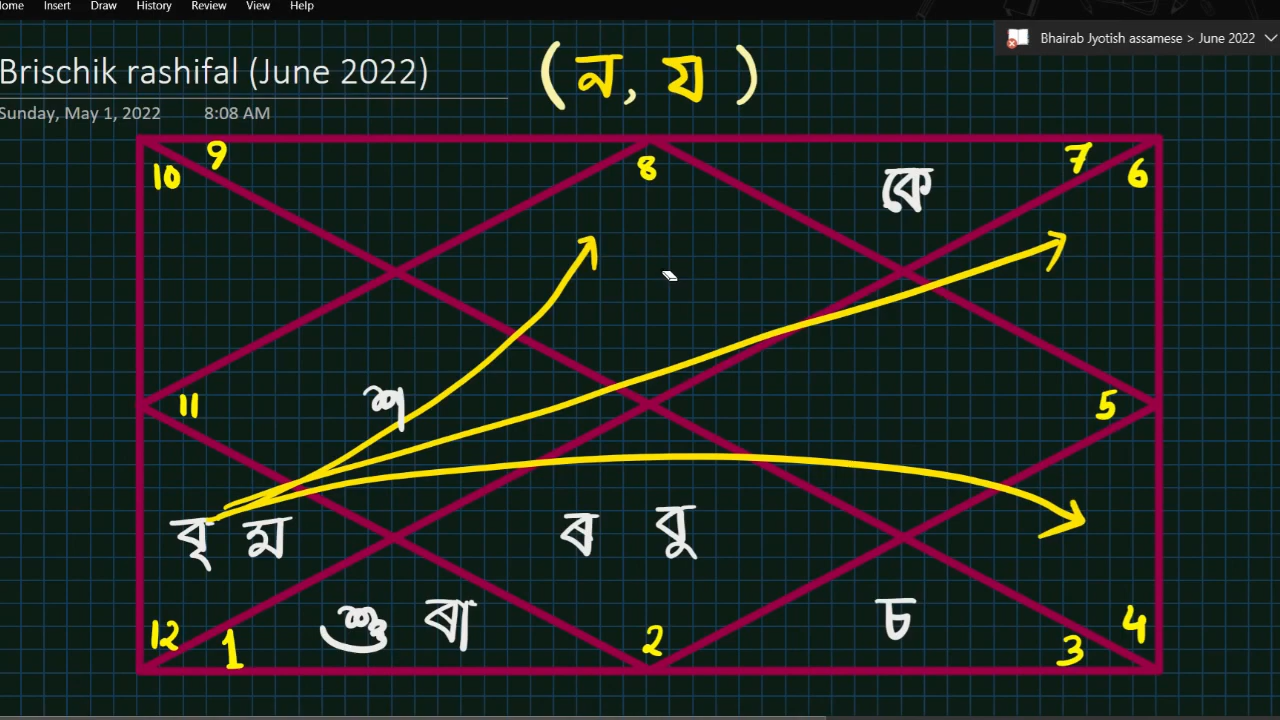 ome Insert Draw History Review View Help
Bhairab Jyotish assamese > June 2022
Brischik rashifal (June 2022)
(ন, য)
Sunday, May 1, 2022 8:08 AM
9 8 7
10 6
কে
শ
11 5
বৃ ম ৰ বু
শু ৰা চ
12 1 2 3 4